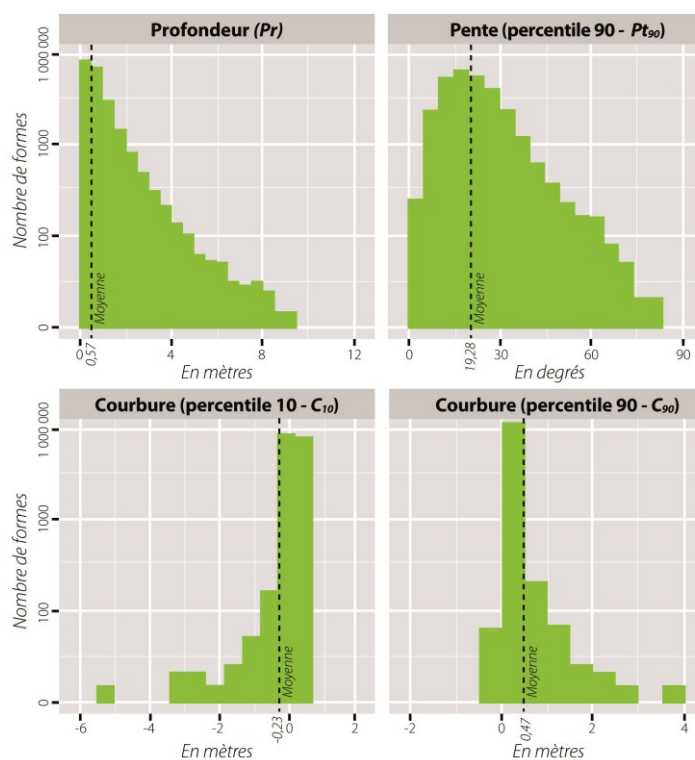 Profondeur (Pr)
Pente (percentile 90 - Pt90)
Nombre de formes
1 000 000
1000
100
0
Moyenne
Moyenne
0
0,57
4
8
12
0
19,28
30
60
90
En mètres
En degrés
Courbure (percentile 10 - C10)
Courbure (percentile 90 - C90)
Nombre de formes
1 000 000
1000
100
0
Moyenne
Moyenne
-6
-4
-2
-0,23
0
2
-2
0
0,47
2
4
En mètres
En mètres